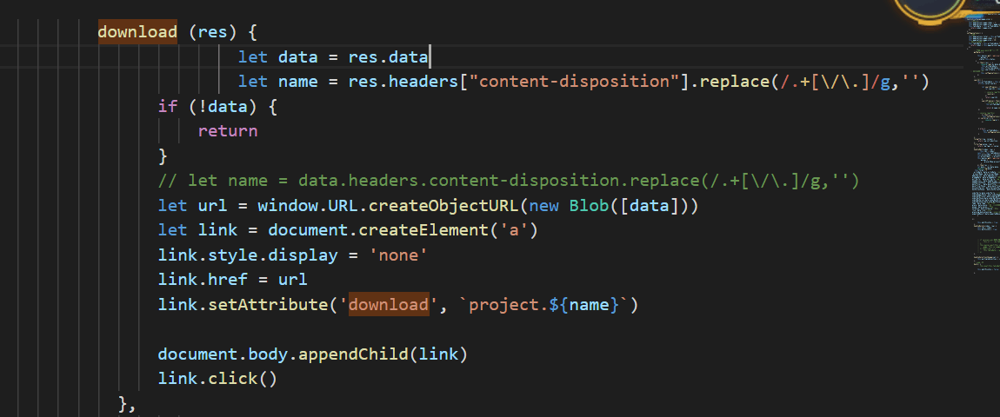 download (res) {
let data = res.data
let name = res.headers["content-disposition"].replace(/.+[\/\.]/g,'')
if (!data) {
return
}
// let name = data.headers.content-disposition.replace(/.+[\/\.]/g,'')
let url = window.URL.createObjectURL(new Blob([data]))
let link = document.createElement('a')
link.style.display = 'none'
link.href = url
link.setAttribute('download', `project.${name}`)
document.body.appendChild(link)
link.click()
},